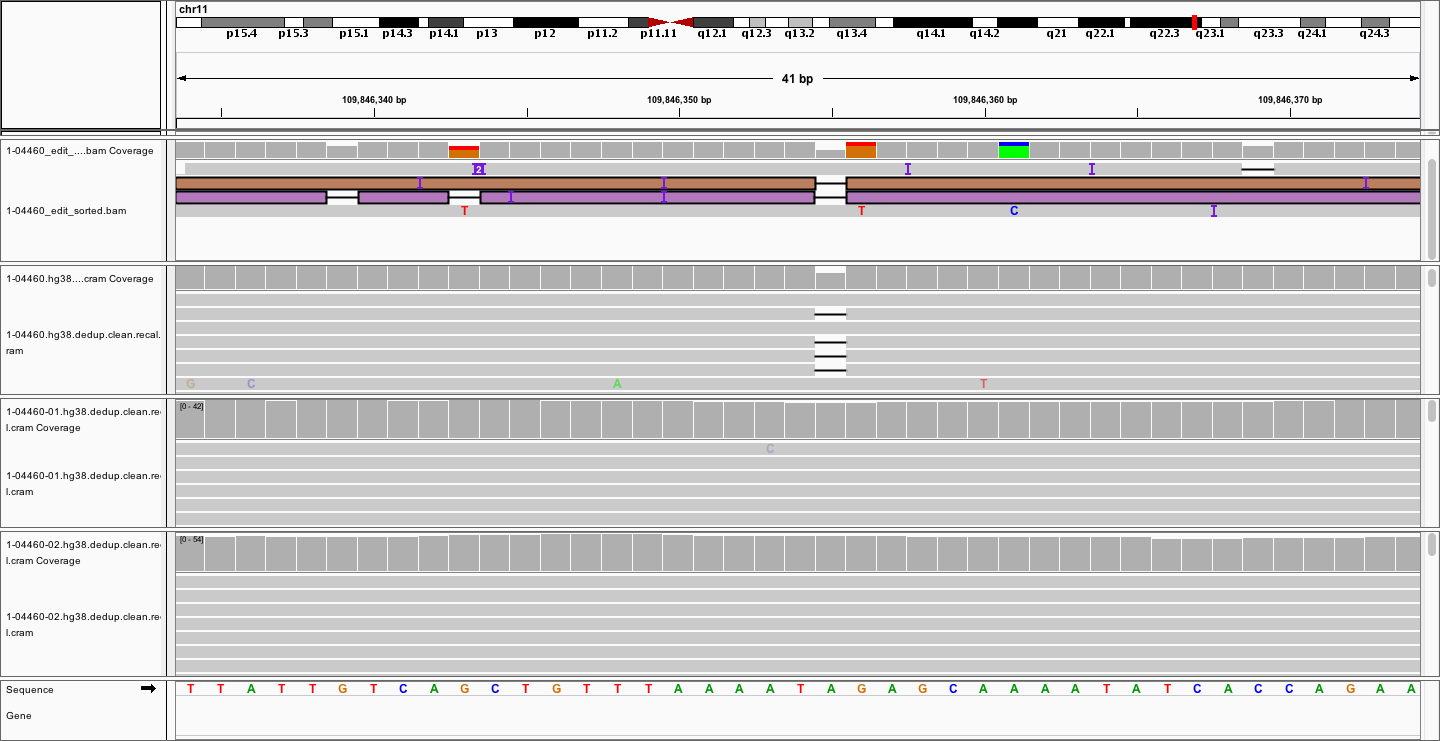 chr11
p15.4 p15.3 p15.1 p14.3 p14.1 p13 p12 p11.2 p11.11 q12.1 q12.3 q13.2 q13.4 q14.1 q14.2 q21 q22.1 q22.3 q23.1 q23.3 q24.1 q24.3
41 bp
109,846,340 bp 109,846,350 bp 109,846,360 bp 109,846,370 bp
1-04460_edit_....bam Coverage
2
1-04460_edit_sorted.bam
T T C
1-04460.hg38....cram Coverage
1-04460.hg38.dedup.clean.recal.
ram
G C A T
1-04460-01.hg38.dedup.clean.re
[0 - 42]
l.cram Coverage
C
1-04460-01.hg38.dedup.clean.re
l.cram
1-04460-02.hg38.dedup.clean.re
[0 - 54]
l.cram Coverage
1-04460-02.hg38.dedup.clean.re
l.cram
Sequence T T A T T G T C A G C T G T T T A A A A T A G A G C A A A A T A T C A C C A G A A
Gene